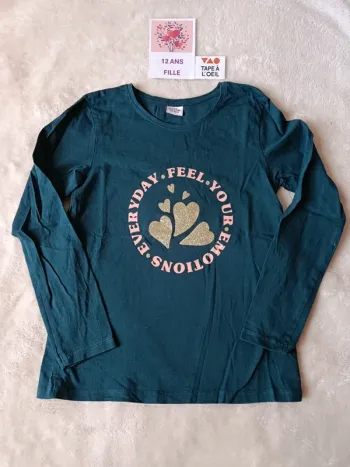 12 ANS
FILLE
TAPE À
L'OEIL
EVERYDAY • FEEL • YOUR • EMOTIONS •